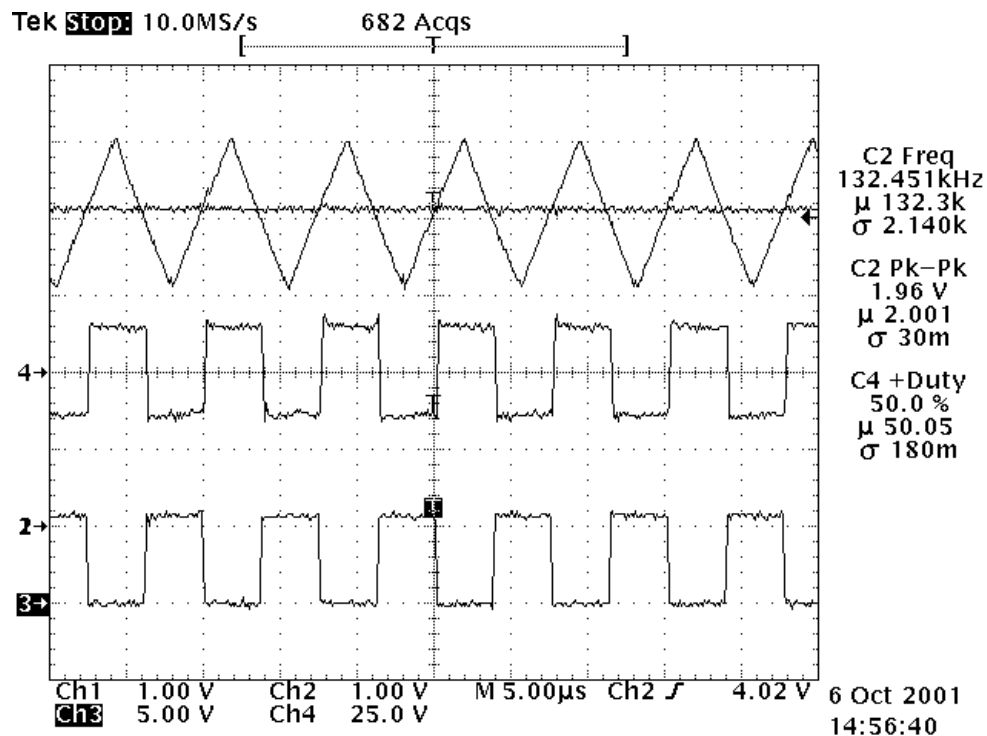 Tek Stop: 10.0MS/s 682 Acqs
[ T ]
C2 Freq
132.451kHz
µ 132.3k
σ 2.140k
C2 Pk-Pk
1.96 V
µ 2.001
σ 30m
C4 +Duty
50.0 %
µ 50.05
σ 180m
4→
T
2→
3→
Ch1 1.00 V Ch2 1.00 V M 5.00µs Ch2 ƒ 4.02 V
Ch3 5.00 V Ch4 25.0 V
6 Oct 2001
14:56:40